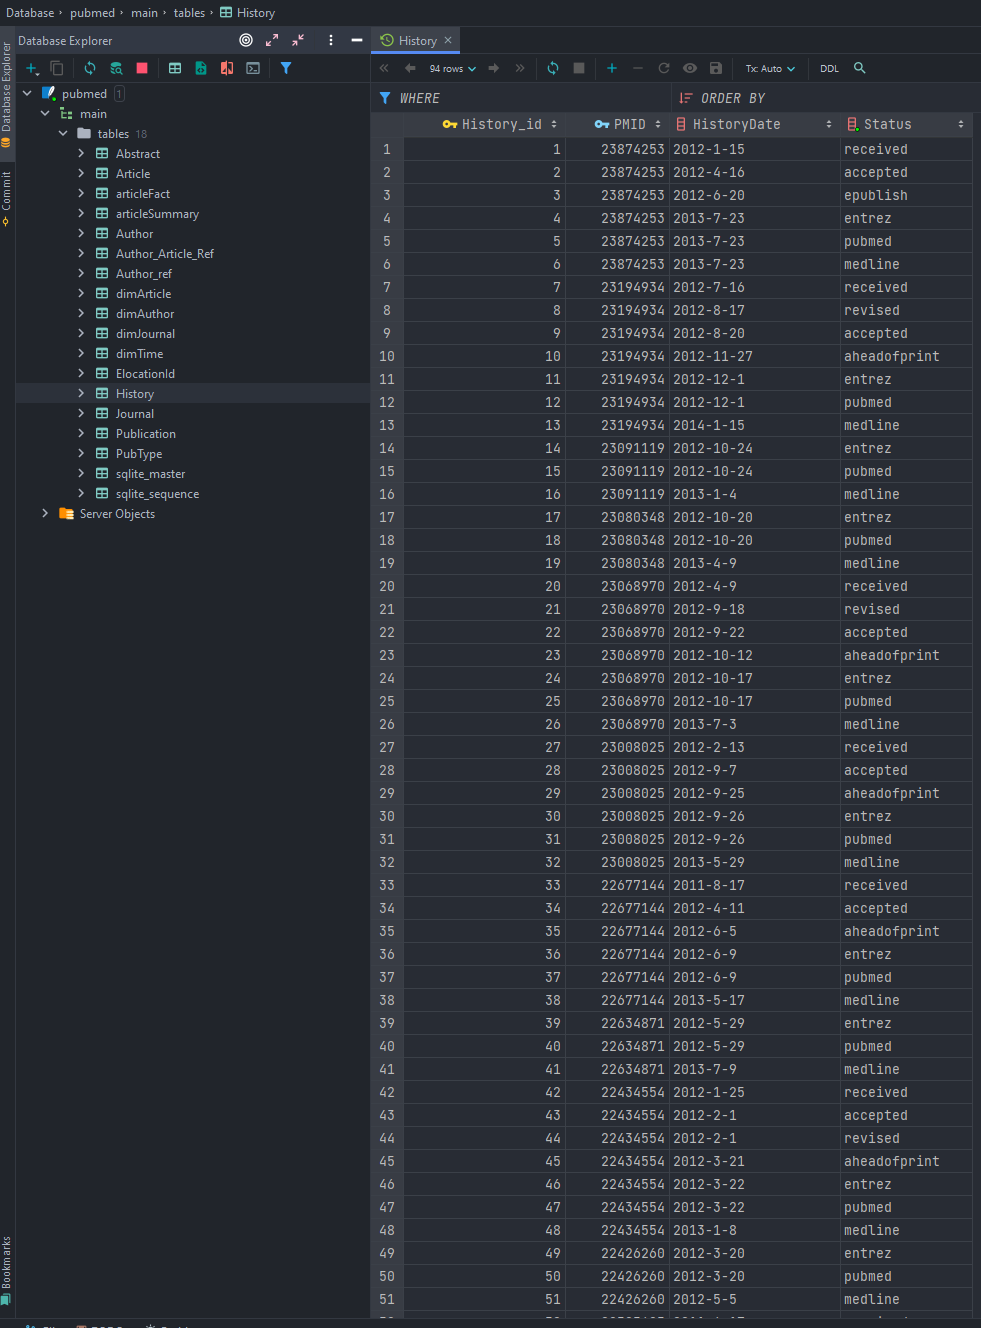 Database › pubmed › main › tables › History
Database Explorer
History ×
94 rows
Tx: Auto
DDL
WHERE
ORDER BY
Database Explorer
Commit
Bookmarks
pubmed 1
main
tables 18
Abstract
Article
articleFact
articleSummary
Author
Author_Article_Ref
Author_ref
dimArticle
dimAuthor
dimJournal
dimTime
ElocationId
History
Journal
Publication
PubType
sqlite_master
sqlite_sequence
Server Objects
History_id PMID HistoryDate Status
1 1 23874253 2012-1-15 received
2 2 23874253 2012-4-16 accepted
3 3 23874253 2012-6-20 epublish
4 4 23874253 2013-7-23 entrez
5 5 23874253 2013-7-23 pubmed
6 6 23874253 2013-7-23 medline
7 7 23194934 2012-7-16 received
8 8 23194934 2012-8-17 revised
9 9 23194934 2012-8-20 accepted
10 10 23194934 2012-11-27 aheadofprint
11 11 23194934 2012-12-1 entrez
12 12 23194934 2012-12-1 pubmed
13 13 23194934 2014-1-15 medline
14 14 23091119 2012-10-24 entrez
15 15 23091119 2012-10-24 pubmed
16 16 23091119 2013-1-4 medline
17 17 23080348 2012-10-20 entrez
18 18 23080348 2012-10-20 pubmed
19 19 23080348 2013-4-9 medline
20 20 23068970 2012-4-9 received
21 21 23068970 2012-9-18 revised
22 22 23068970 2012-9-22 accepted
23 23 23068970 2012-10-12 aheadofprint
24 24 23068970 2012-10-17 entrez
25 25 23068970 2012-10-17 pubmed
26 26 23068970 2013-7-3 medline
27 27 23008025 2012-2-13 received
28 28 23008025 2012-9-7 accepted
29 29 23008025 2012-9-25 aheadofprint
30 30 23008025 2012-9-26 entrez
31 31 23008025 2012-9-26 pubmed
32 32 23008025 2013-5-29 medline
33 33 22677144 2011-8-17 received
34 34 22677144 2012-4-11 accepted
35 35 22677144 2012-6-5 aheadofprint
36 36 22677144 2012-6-9 entrez
37 37 22677144 2012-6-9 pubmed
38 38 22677144 2013-5-17 medline
39 39 22634871 2012-5-29 entrez
40 40 22634871 2012-5-29 pubmed
41 41 22634871 2013-7-9 medline
42 42 22434554 2012-1-25 received
43 43 22434554 2012-2-1 accepted
44 44 22434554 2012-2-1 revised
45 45 22434554 2012-3-21 aheadofprint
46 46 22434554 2012-3-22 entrez
47 47 22434554 2012-3-22 pubmed
48 48 22434554 2013-1-8 medline
49 49 22426260 2012-3-20 entrez
50 50 22426260 2012-3-20 pubmed
51 51 22426260 2012-5-5 medline